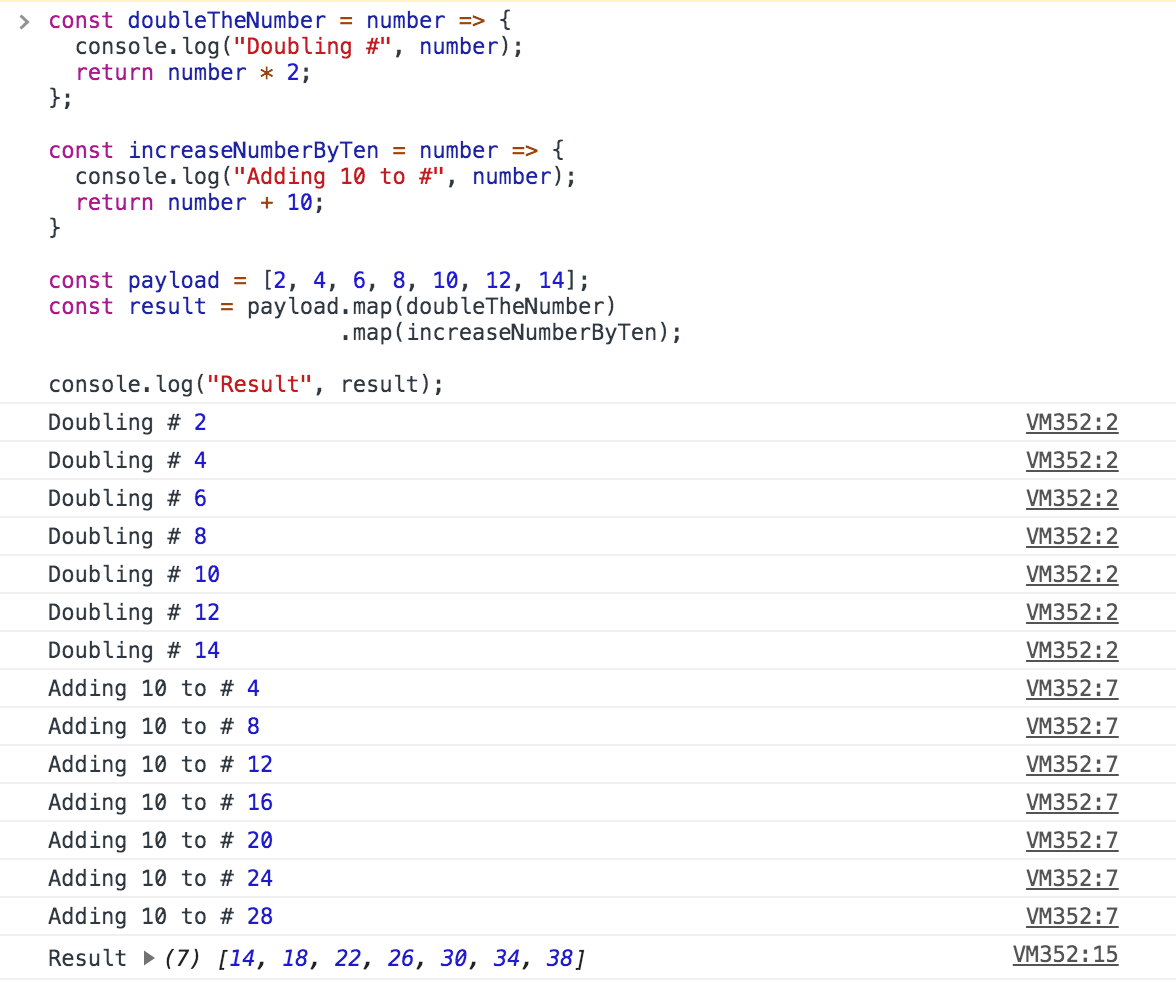 > const doubleTheNumber = number => {
  console.log("Doubling #", number);
  return number * 2;
};

const increaseNumberByTen = number => {
  console.log("Adding 10 to #", number);
  return number + 10;
}

const payload = [2, 4, 6, 8, 10, 12, 14];
const result = payload.map(doubleTheNumber)
                      .map(increaseNumberByTen);

console.log("Result", result);
Doubling # 2 VM352:2
Doubling # 4 VM352:2
Doubling # 6 VM352:2
Doubling # 8 VM352:2
Doubling # 10 VM352:2
Doubling # 12 VM352:2
Doubling # 14 VM352:2
Adding 10 to # 4 VM352:7
Adding 10 to # 8 VM352:7
Adding 10 to # 12 VM352:7
Adding 10 to # 16 VM352:7
Adding 10 to # 20 VM352:7
Adding 10 to # 24 VM352:7
Adding 10 to # 28 VM352:7
Result ▶ (7) [14, 18, 22, 26, 30, 34, 38] VM352:15